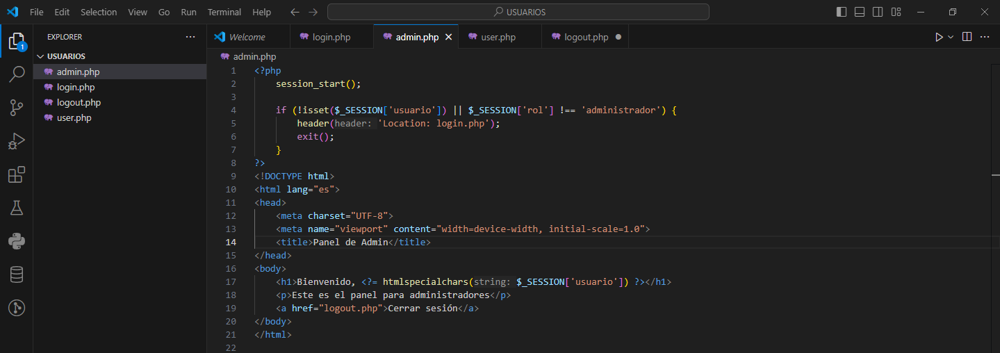 File Edit Selection View Go Run Terminal Help USUARIOS
EXPLORER
USUARIOS
admin.php
login.php
logout.php
user.php
1
Welcome login.php admin.php user.php logout.php
admin.php
1 <?php
2 session_start();
3
4 if (!isset($_SESSION['usuario']) || $_SESSION['rol'] !== 'administrador') {
5 header(header: 'Location: login.php');
6 exit();
7 }
8 ?>
9 <!DOCTYPE html>
10 <html lang="es">
11 <head>
12 <meta charset="UTF-8">
13 <meta name="viewport" content="width=device-width, initial-scale=1.0">
14 <title>Panel de Admin</title>
15 </head>
16 <body>
17 <h1>Bienvenido, <?= htmlspecialchars(string: $_SESSION['usuario']) ?></h1>
18 <p>Este es el panel para administradores</p>
19 <a href="logout.php">Cerrar sesión</a>
20 </body>
21 </html>
22